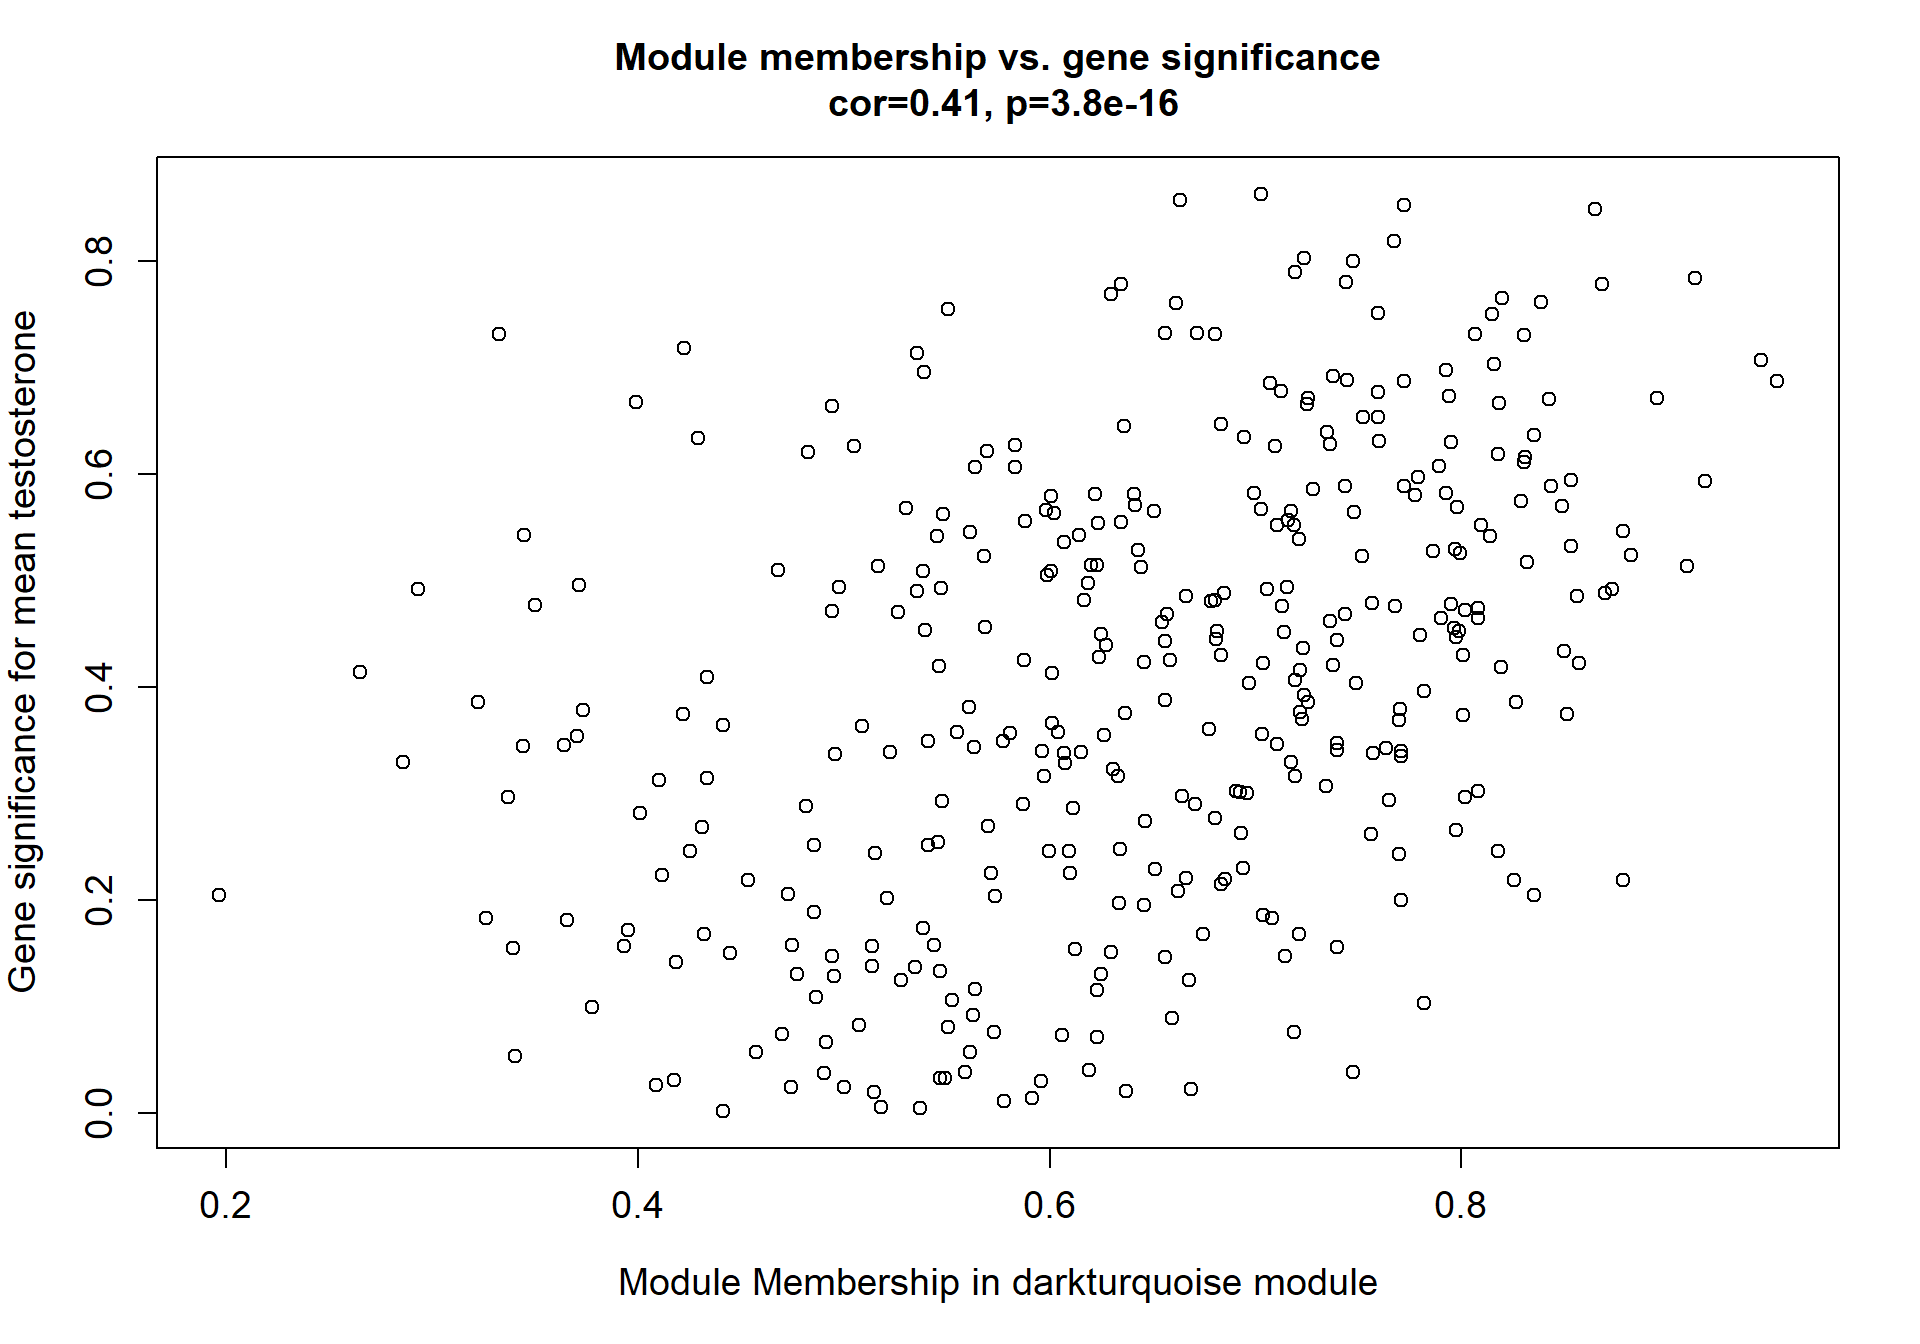 Module membership vs. gene significance
cor=0.41, p=3.8e-16
Gene significance for mean testosterone
0.8
0.6
0.4
0.2
0.0
0.2
0.4
0.6
0.8
Module Membership in darkturquoise module